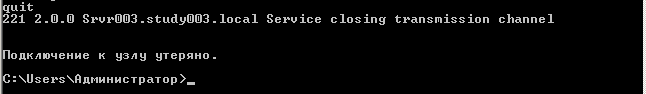 quit
221 2.0.0 Srvr003.study003.local Service closing transmission channel
Подключение к узлу утеряно.
C:\Users\Администратор>_